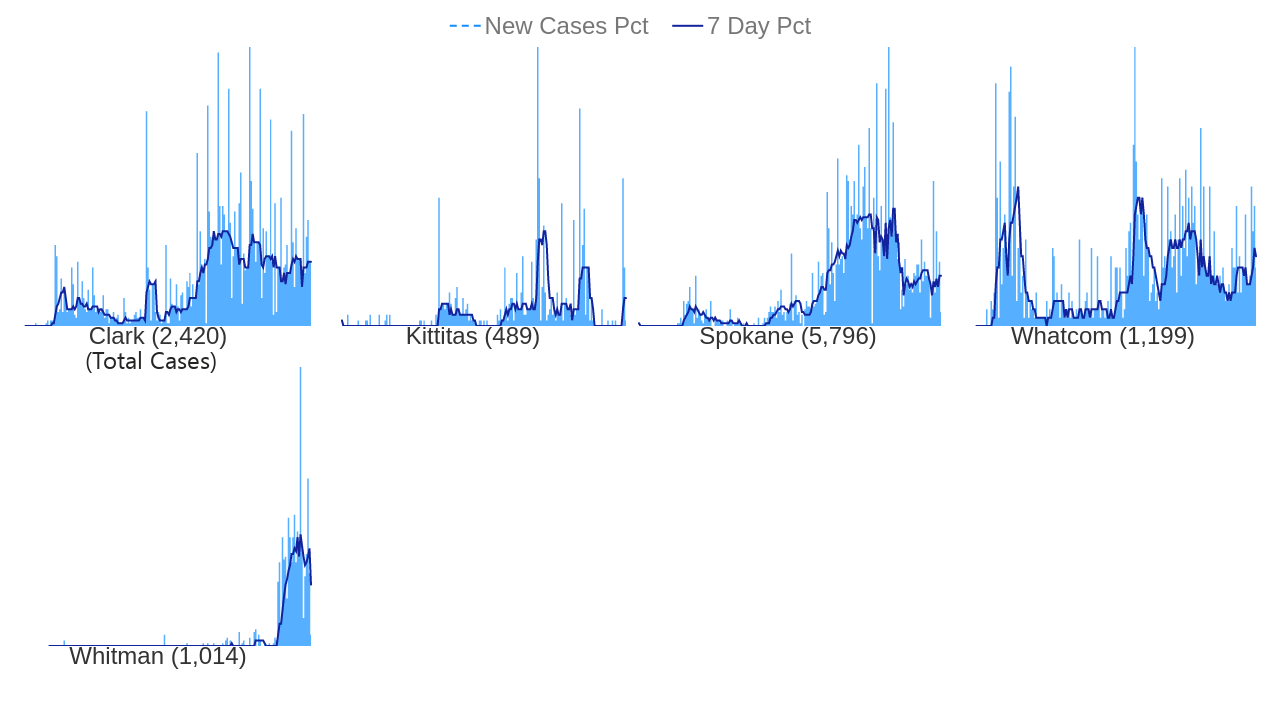 New Cases Pct 7 Day Pct
Clark (2,420) Kittitas (489) Spokane (5,796) Whatcom (1,199)
(Total Cases)
Whitman (1,014)